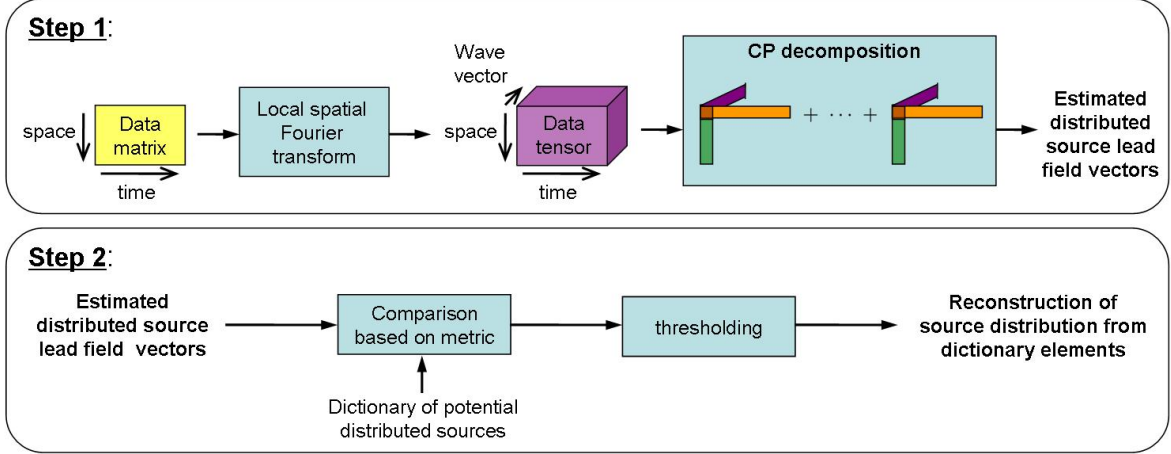 Step 1:
CP decomposition
Wave
vector
Local spatial
Fourier
transform
space
Data
matrix
time
space
Data
tensor
time
+ ⋯ +
Estimated
distributed
source lead
field vectors
Step 2:
Estimated
distributed source
lead field vectors
Comparison
based on metric
thresholding
Reconstruction of
source distribution from
dictionary elements
Dictionary of potential
distributed sources